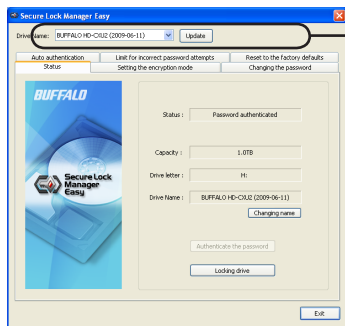 Secure Lock Manager Easy
Drive Name: BUFFALO HD-CXU2 (2009-06-11) Update
Auto authentication Limit for incorrect password attempts Reset to the factory defaults
Status Setting the encryption mode Changing the password
BUFFALO
Secure Lock
Manager
Easy
Status : Password authenticated
Capacity : 1.0TB
Drive letter : H:
Drive Name : BUFFALO HD-CXU2 (2009-06-11)
Changing name
Authenticate the password
Locking drive
Exit